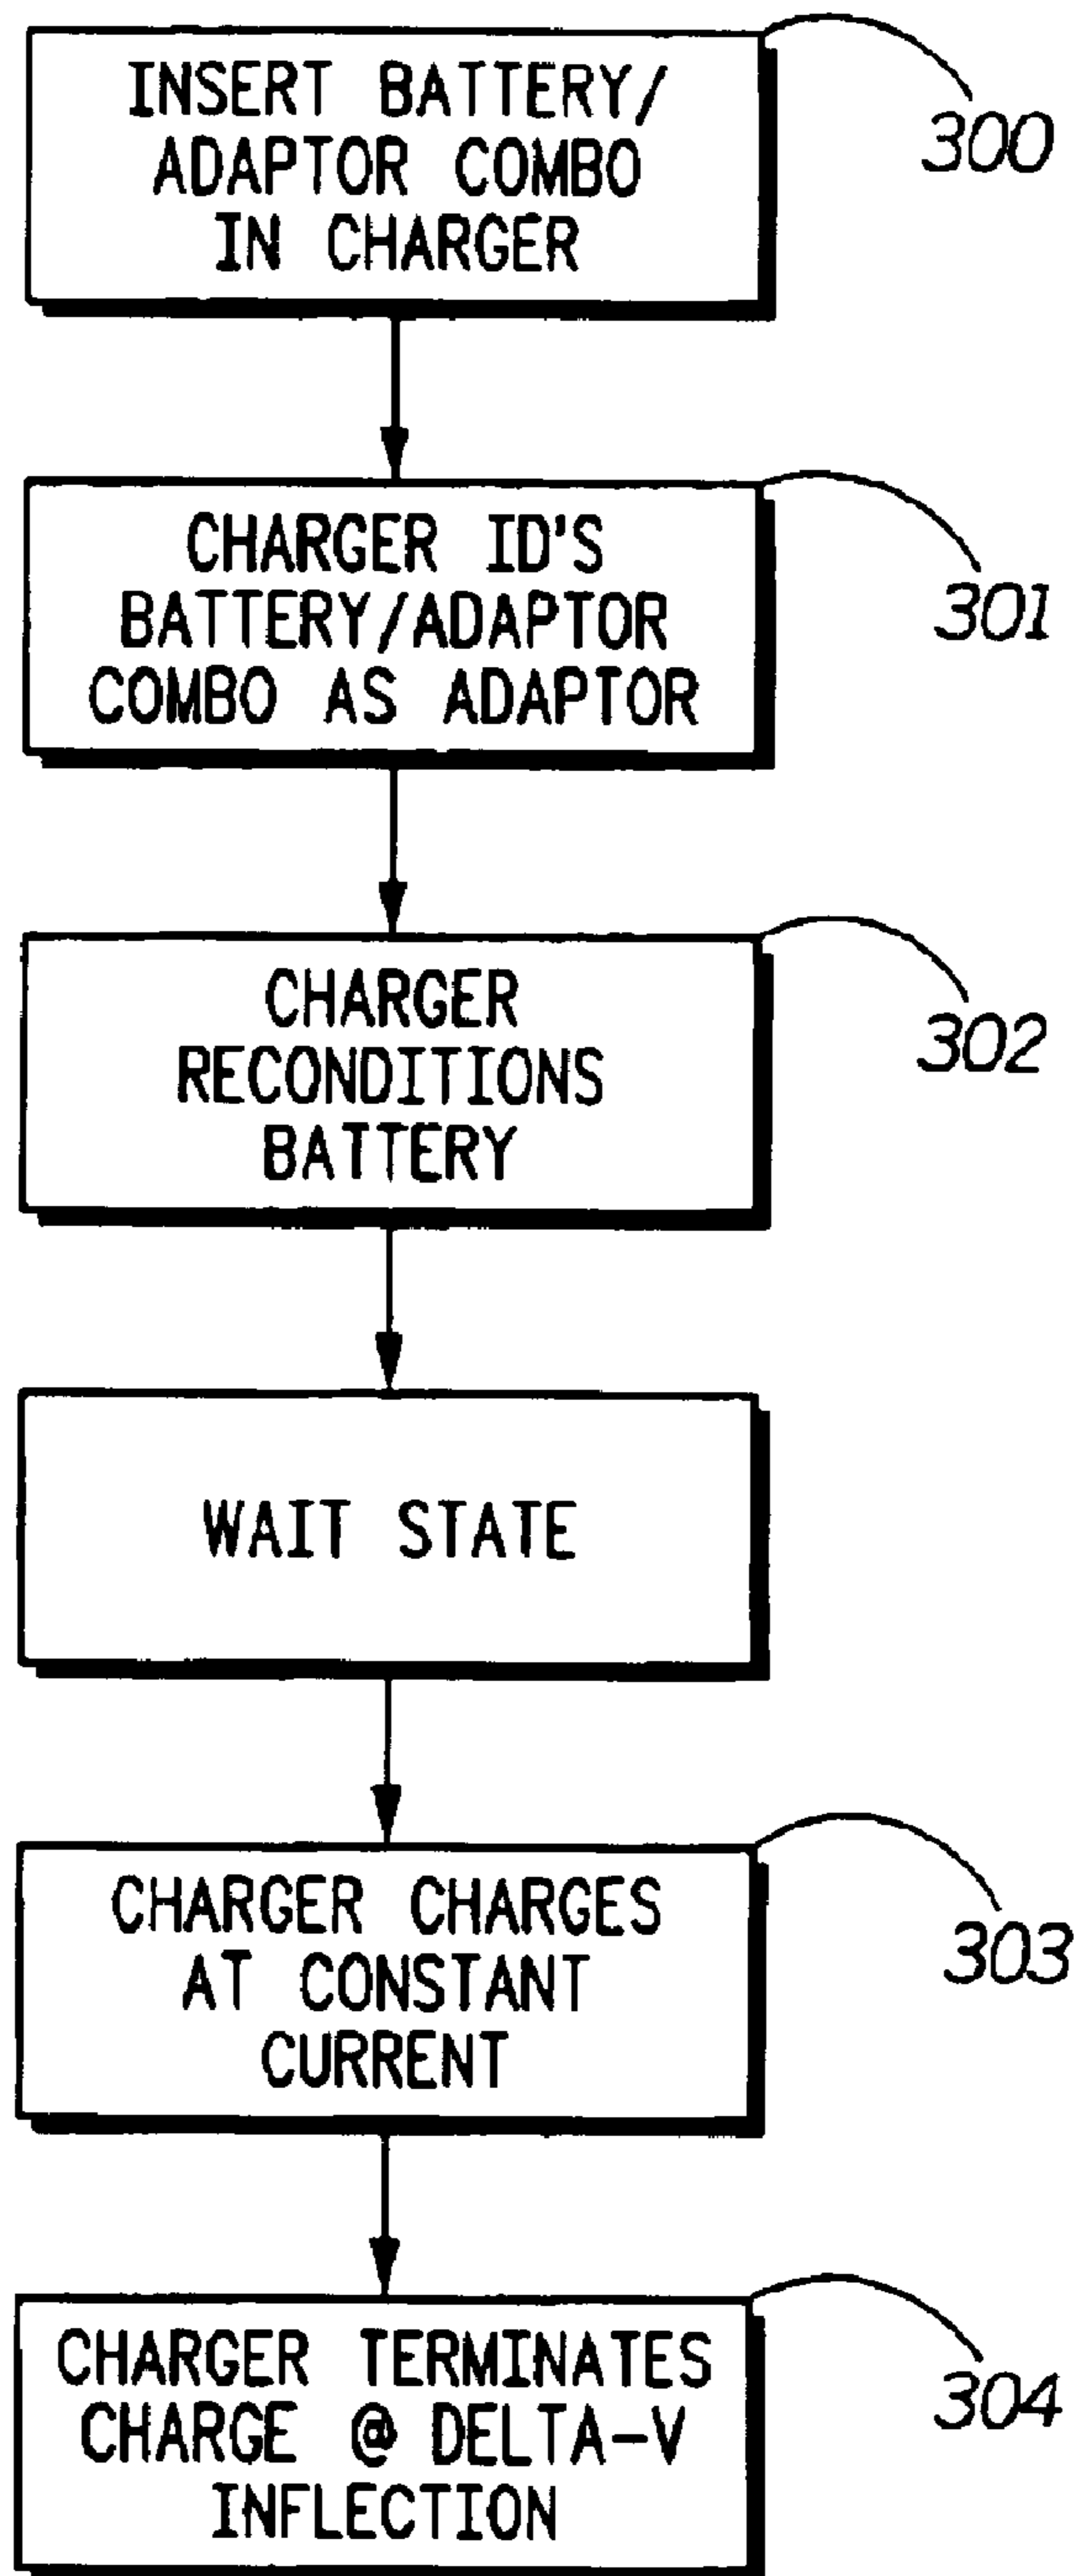 INSERT BATTERY/
ADAPTOR COMBO
IN CHARGER
300
CHARGER ID'S
BATTERY/ADAPTOR
COMBO AS ADAPTOR
301
CHARGER
RECONDITIONS
BATTERY
302
WAIT STATE
CHARGER CHARGES
AT CONSTANT
CURRENT
303
CHARGER TERMINATES
CHARGE @ DELTA-V
INFLECTION
304